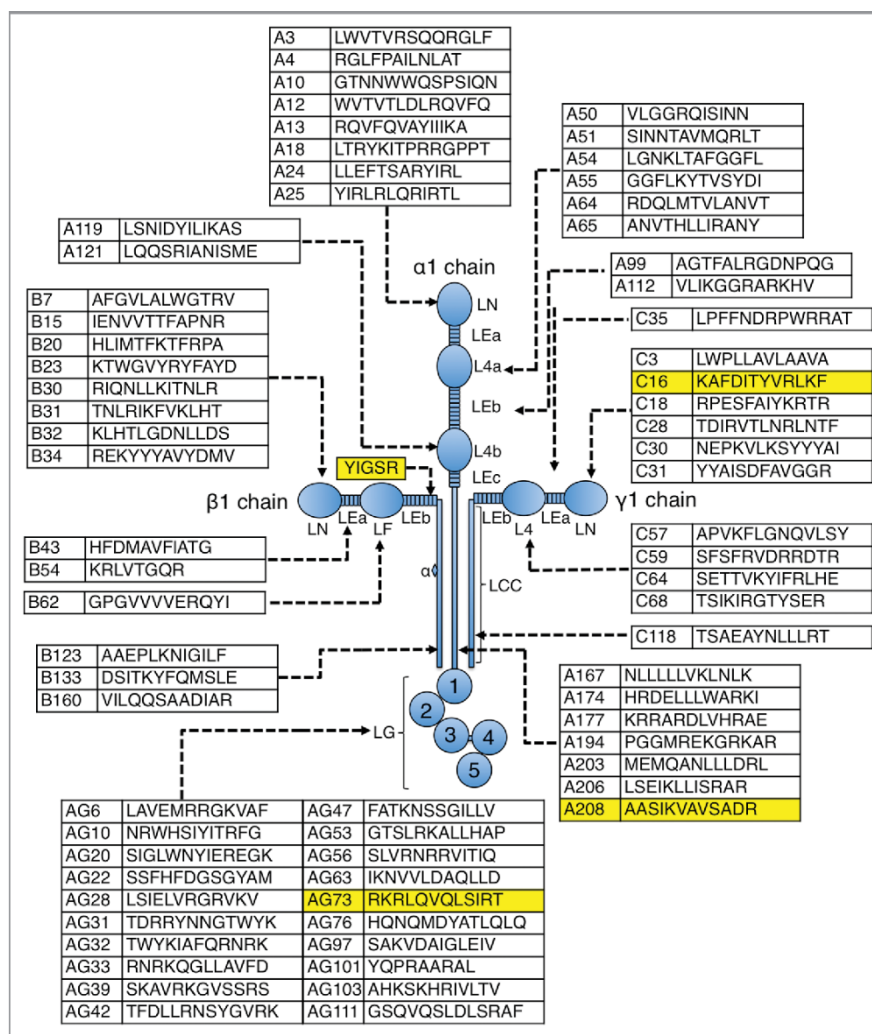 A3 LWVTVRSQQRGLF
A4 RGLFPAILNLAT
A10 GTNNWWQSPSIQN
A12 WVTVTLDLRQVFQ
A13 RQVFQVAYIIIKA
A18 LTRYKITPRRGPPT
A24 LLEFTSARYIRL
A25 YIRLRLQRIRTL
A50 VLGGRQISINN
A51 SINNTAVMQRLT
A54 LGNKLTAFGGFL
A55 GGFLKYTVSYDI
A64 RDQLMTVLANVT
A65 ANVTHLLIRANY
A119 LSNIDYILIKAS
A121 LQQSRIANISME
α1 chain
A99 AGTFALRGDNPQG
A112 VLIKGGRARKHV
B7 AFGVLALWGTRV
B15 IENVVTTFAPNR
B20 HLIMTFKTFRPA
B23 KTWGVYRYFAYD
B30 RIQNLLKITNLR
B31 TNLRIKFVKLHT
B32 KLHTLGDNLLDS
B34 REKYYYAVYDMV
LN
LEa
L4a
LEb
L4b
LEc
C35 LPFFNDRPWRRAT
C3 LWPLLAVLAAVA
C16 KAFDITYVRLKF
C18 RPESFAIYKRTR
C28 TDIRVTLNRLNTF
C30 NEPKVLKSYYYAI
C31 YYAISDFAVGGR
YIGSR
β1 chain
LN
LEa
LF
LEb
LEb
L4
LEa
LN
γ1 chain
B43 HFDMAVFIATG
B54 KRLVTGQR
B62 GPGVVVVERQYI
α
LCC
C57 APVKFLGNQVLSY
C59 SFSFRVDRRDTR
C64 SETTVKYIFRLHE
C68 TSIKIRGTYSER
C118 TSAEAYNLLLRT
B123 AAEPLKNIGILF
B133 DSITKYFQMSLE
B160 VILQQSAADIAR
A167 NLLLLLVKLNLK
A174 HRDELLLWARKI
A177 KRRARDLVHRAE
A194 PGGMREKGRKAR
A203 MEMQANLLLDRL
A206 LSEIKLLISRAR
A208 AASIKVAVSADR
1
2
3
4
5
LG
AG6 LAVEMRRGKVAF AG47 FATKNSSGILLV
AG10 NRWHSIYITRFG AG53 GTSLRKALLHAP
AG20 SIGLWNYIEREGK AG56 SLVRNRRVITIQ
AG22 SSFHFDGSGYAM AG63 IKNVVLDAQLLD
AG28 LSIELVRGRVKV AG73 RKRLQVQLSIRT
AG31 TDRRYNNGTWYK AG76 HQNQMDYATLQLQ
AG32 TWYKIAFQRNRK AG97 SAKVDAIGLEIV
AG33 RNRKQGLLAVFD AG101 YQPRAARAL
AG39 SKAVRKGVSSRS AG103 AHKSKHRIVLTV
AG42 TFDLLRNSYGVRK AG111 GSQVQSLDLSRAF